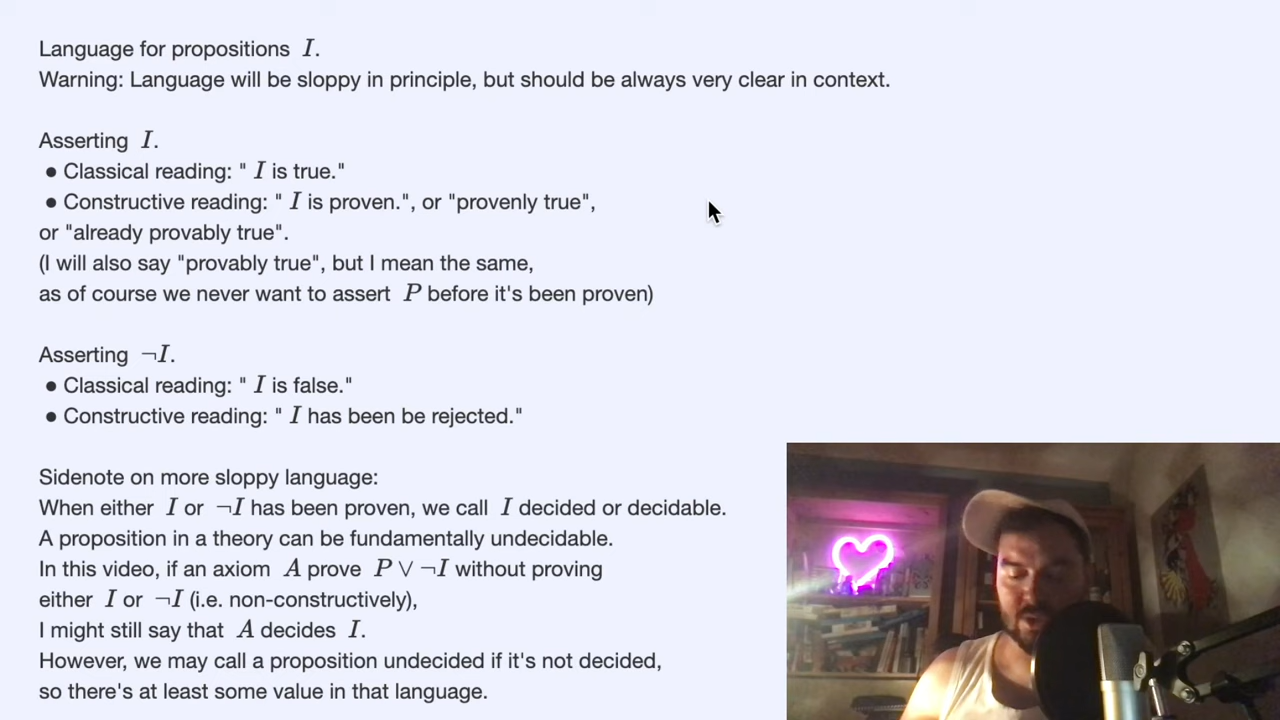 Language for propositions I.
Warning: Language will be sloppy in principle, but should be always very clear in context.
Asserting I.
● Classical reading: " I is true."
● Constructive reading: " I is proven.", or "provenly true",
or "already provably true".
(I will also say "provably true", but I mean the same,
as of course we never want to assert P before it's been proven)
Asserting ¬I.
● Classical reading: " I is false."
● Constructive reading: " I has been be rejected."
Sidenote on more sloppy language:
When either I or ¬I has been proven, we call I decided or decidable.
A proposition in a theory can be fundamentally undecidable.
In this video, if an axiom A prove P ∨ ¬I without proving
either I or ¬I (i.e. non-constructively),
I might still say that A decides I.
However, we may call a proposition undecided if it's not decided,
so there's at least some value in that language.